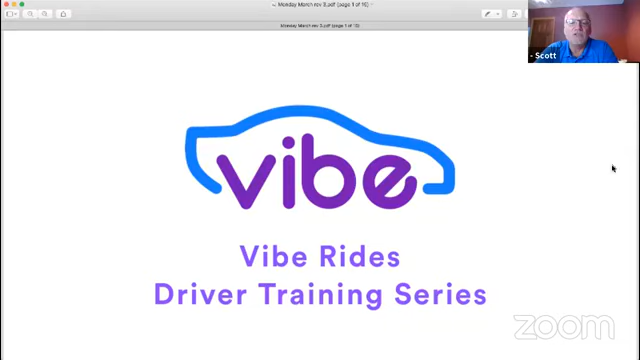 Monday March rev 3.pdf (page 1 of 15)
Monday March rev 3.pdf (page 1 of 15)
- Scott
vibe
Vibe Rides
Driver Training Series
zoom